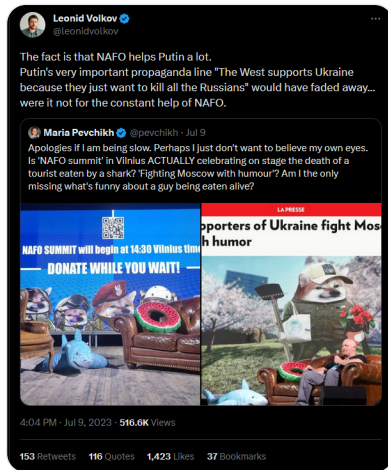 Leonid Volkov
@leonidvolkov
The fact is that NAFO helps Putin a lot.
Putin's very important propaganda line "The West supports Ukraine
because they just want to kill all the Russians" would have faded away...
were it not for the constant help of NAFO.
Maria Pevchikh @pevchikh · Jul 9
Apologies if I am being slow. Perhaps I just don't want to believe my own eyes.
Is 'NAFO summit' in Vilnius ACTUALLY celebrating on stage the death of a
tourist eaten by a shark? 'Fighting Moscow with humour'? Am I the only
missing what's funny about a guy being eaten alive?
NAFO SUMMIT will begin at 14:30 Vilnius time
DONATE WHILE YOU WAIT!
LA PRESSE
pporters of Ukraine fight Mos
h humor
4:04 PM · Jul 9, 2023 · 516.6K Views
153 Retweets 116 Quotes 1,423 Likes 37 Bookmarks